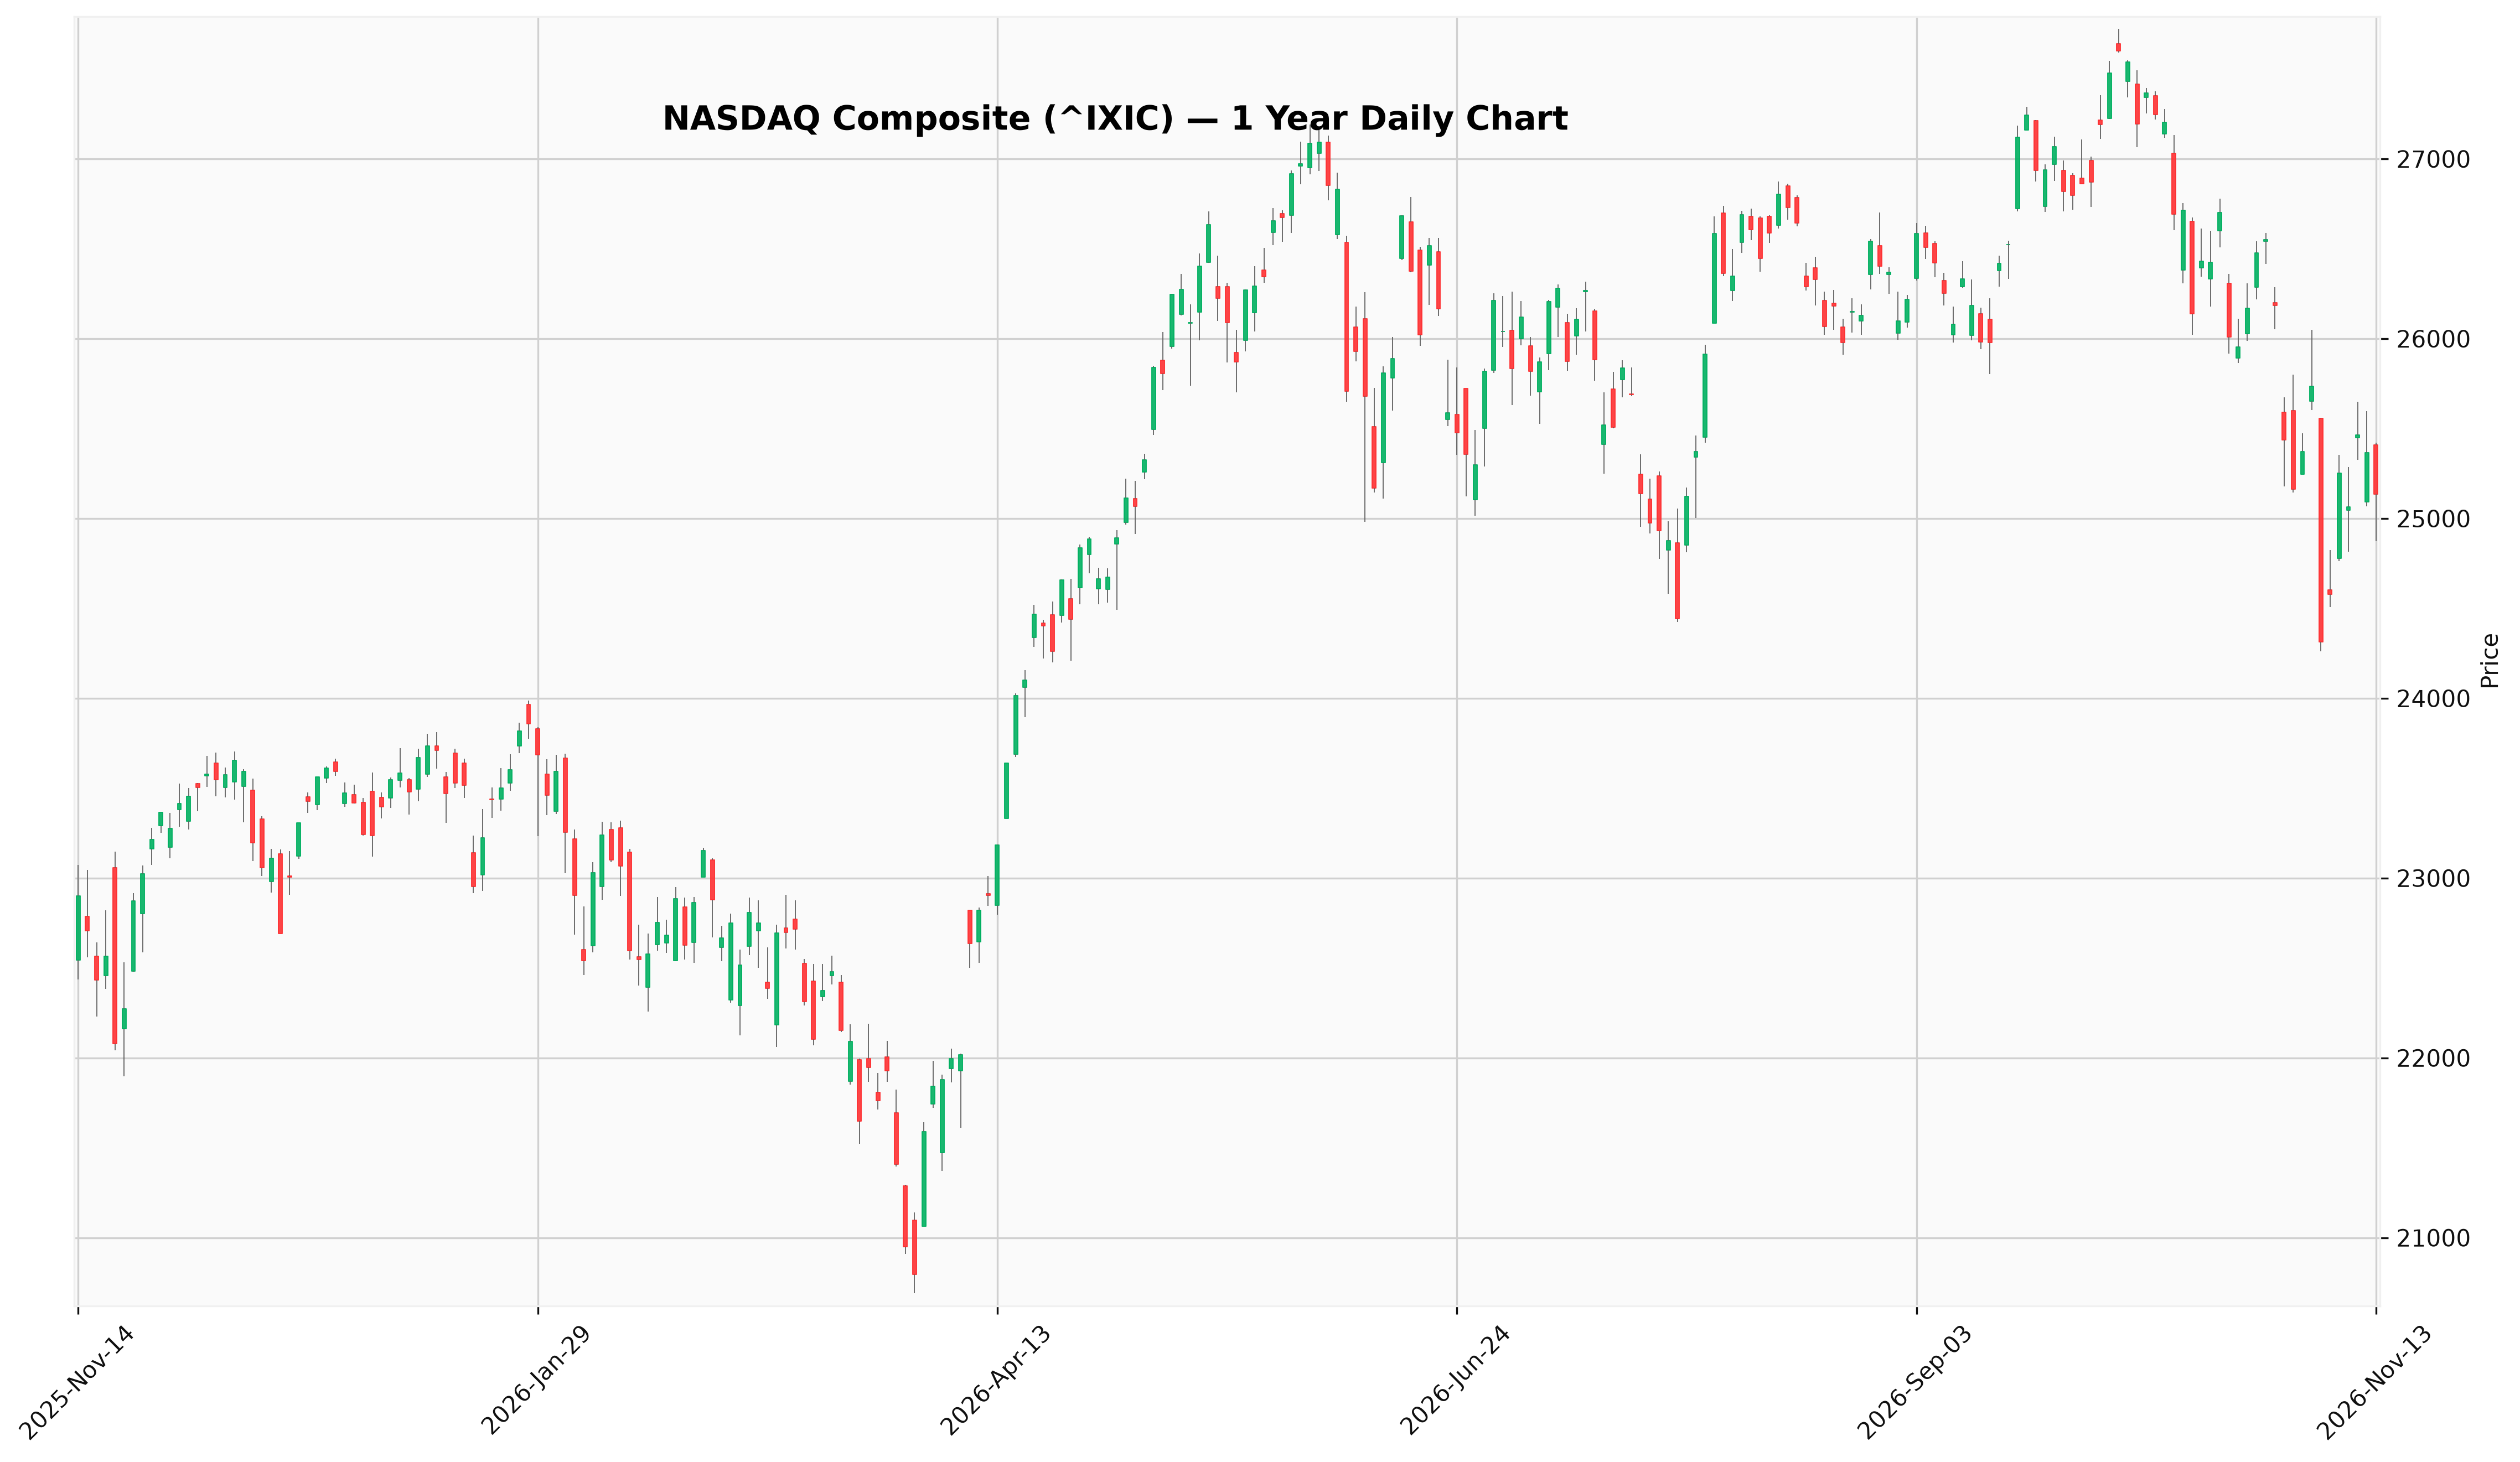 NASDAQ Composite (^IXIC) — 1 Year Daily Chart
27000
26000
25000
24000
23000
22000
21000
Price
2025-Nov-14
2026-Jan-29
2026-Apr-13
2026-Jun-24
2026-Sep-03
2026-Nov-13